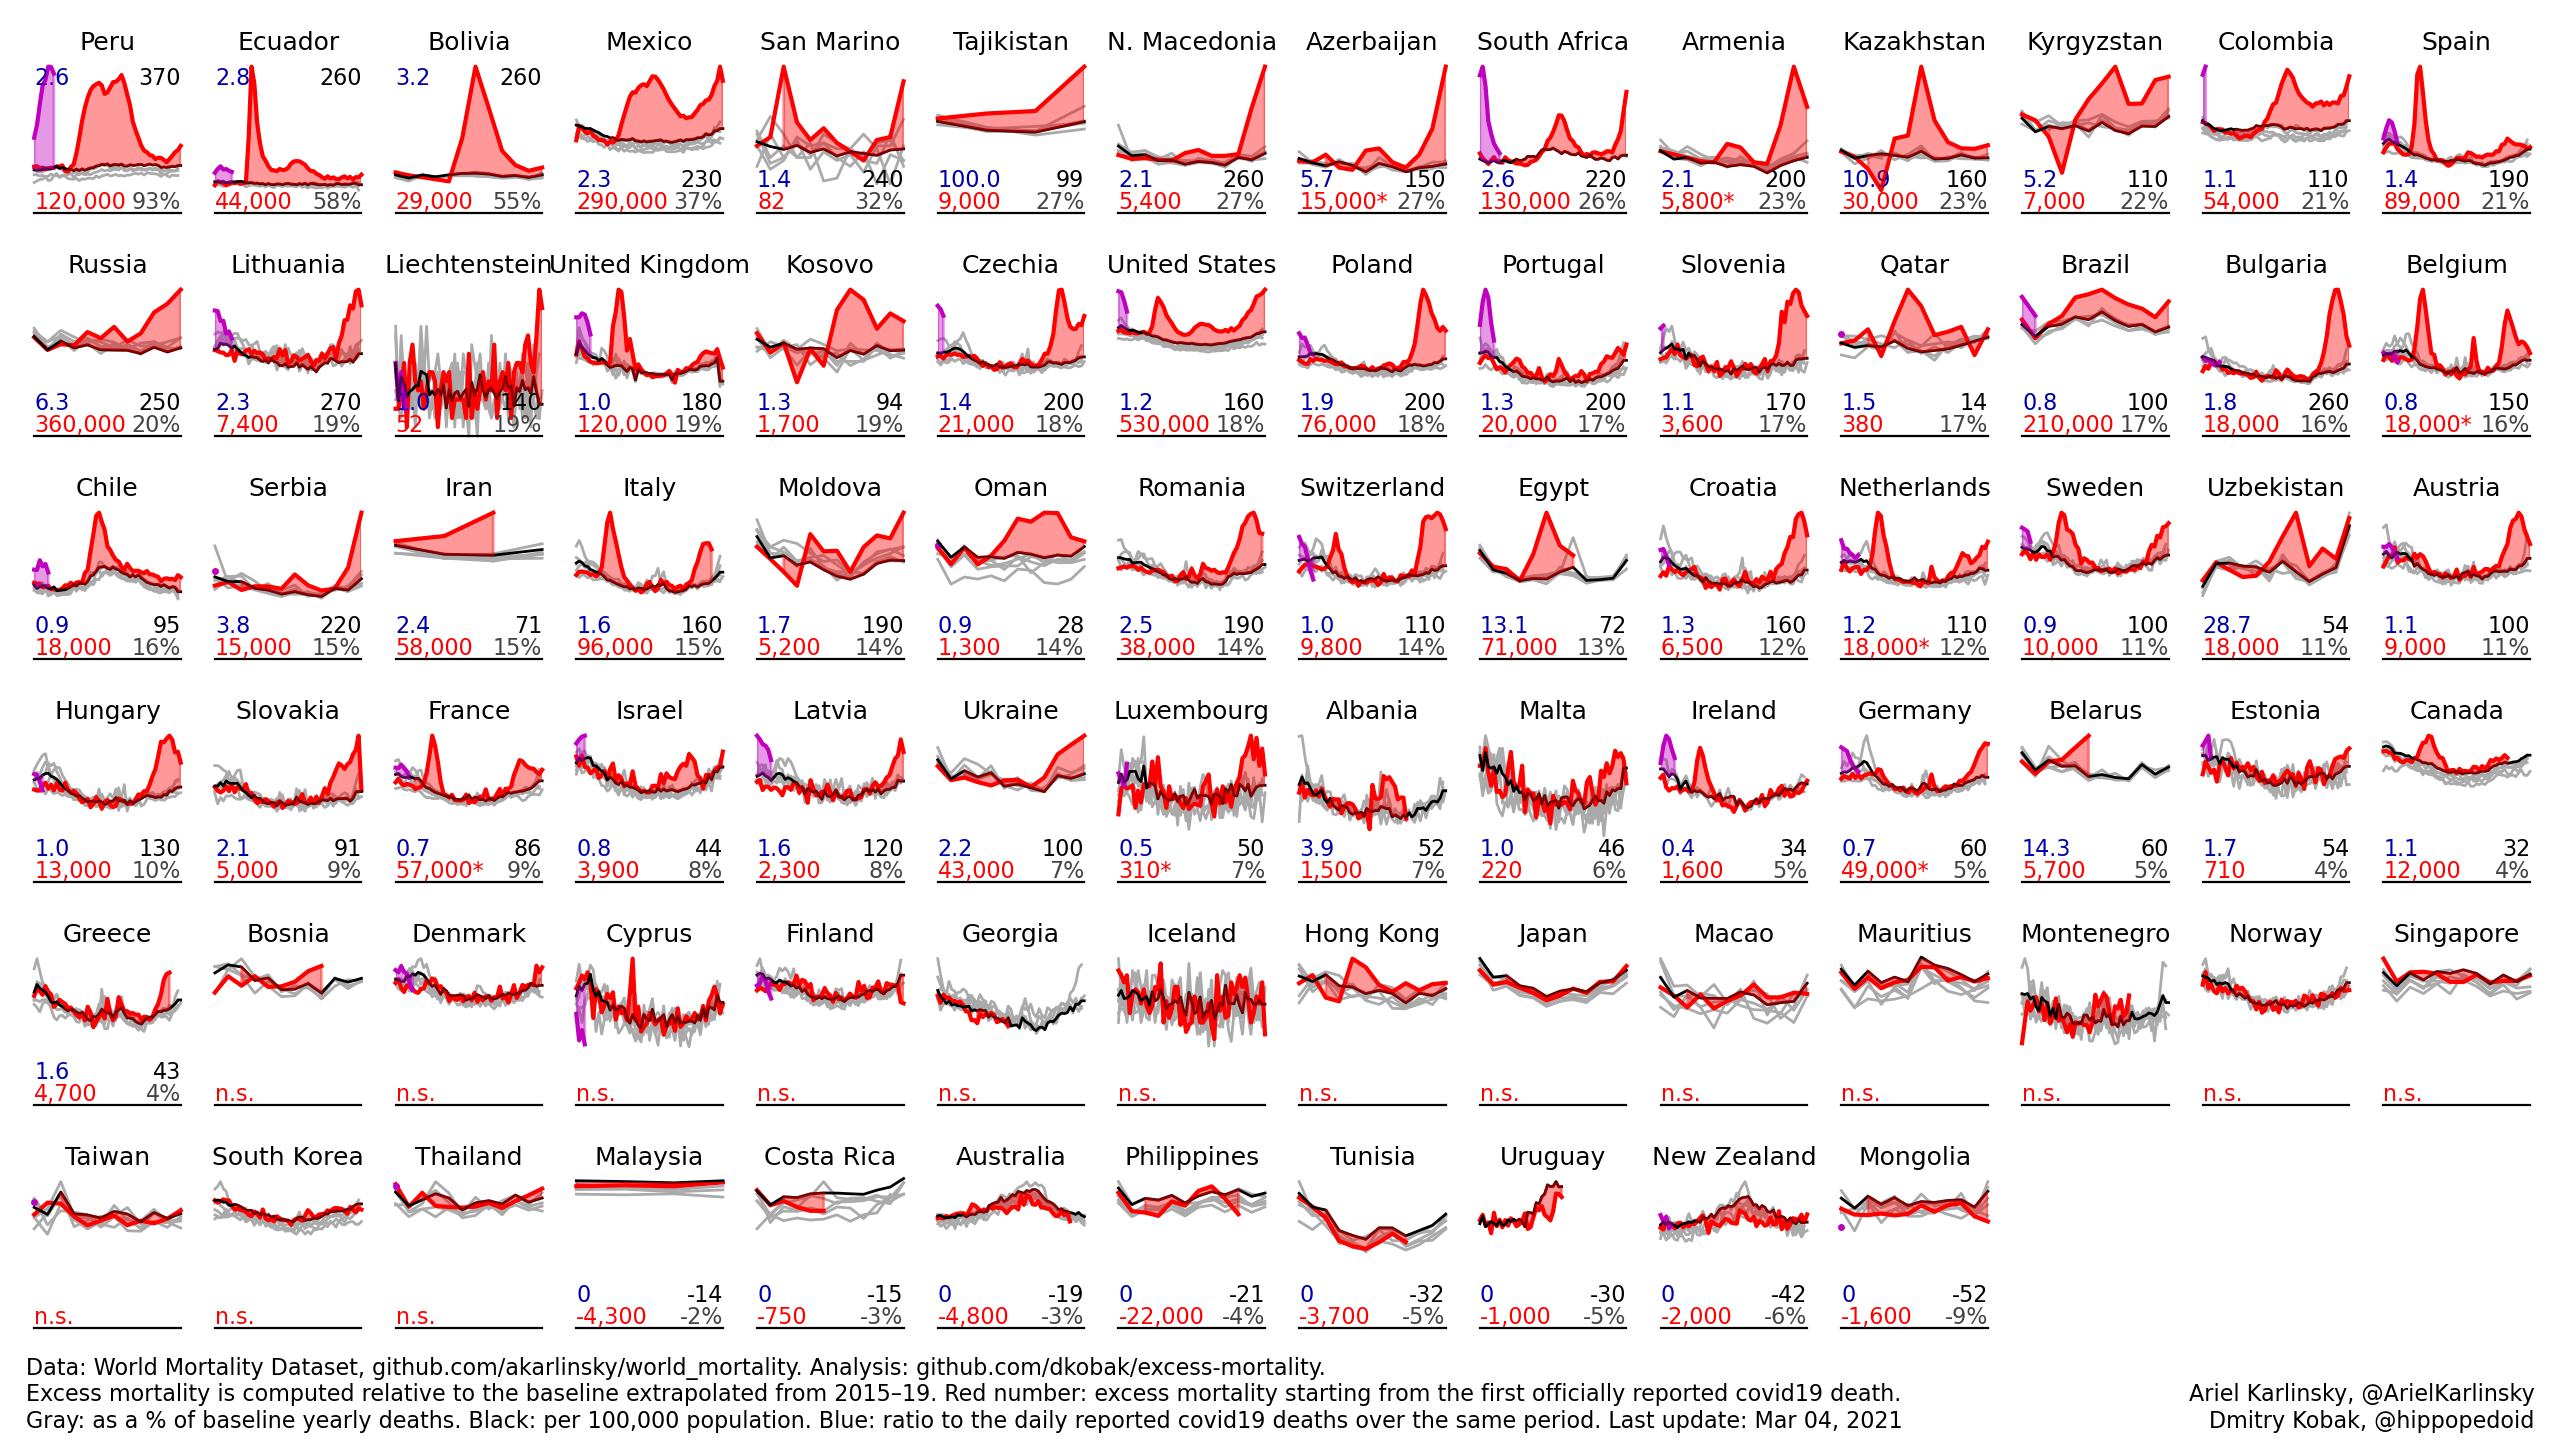 Peru Ecuador Bolivia Mexico San Marino Tajikistan N. Macedonia Azerbaijan South Africa Armenia Kazakhstan Kyrgyzstan Colombia Spain
2.6 370 2.8 260 3.2 260
2.3 230 1.4 240 100.0 99 2.1 260 5.7 150 2.6 220 2.1 200 10.9 160 5.2 110 1.1 110 1.4 190
120,000 93% 44,000 58% 29,000 55% 290,000 37% 82 32% 9,000 27% 5,400 27% 15,000* 27% 130,000 26% 5,800* 23% 30,000 23% 7,000 22% 54,000 21% 89,000 21%
Russia Lithuania Liechtenstein United Kingdom Kosovo Czechia United States Poland Portugal Slovenia Qatar Brazil Bulgaria Belgium
6.3 250 2.3 270 1.0 140 1.0 180 1.3 94 1.4 200 1.2 160 1.9 200 1.3 200 1.1 170 1.5 14 0.8 100 1.8 260 0.8 150
360,000 20% 7,400 19% 52 19% 120,000 19% 1,700 19% 21,000 18% 530,000 18% 76,000 18% 20,000 17% 3,600 17% 380 17% 210,000 17% 18,000 16% 18,000* 16%
Chile Serbia Iran Italy Moldova Oman Romania Switzerland Egypt Croatia Netherlands Sweden Uzbekistan Austria
0.9 95 3.8 220 2.4 71 1.6 160 1.7 190 0.9 28 2.5 190 1.0 110 13.1 72 1.3 160 1.2 110 0.9 100 28.7 54 1.1 100
18,000 16% 15,000 15% 58,000 15% 96,000 15% 5,200 14% 1,300 14% 38,000 14% 9,800 14% 71,000 13% 6,500 12% 18,000* 12% 10,000 11% 18,000 11% 9,000 11%
Hungary Slovakia France Israel Latvia Ukraine Luxembourg Albania Malta Ireland Germany Belarus Estonia Canada
1.0 130 2.1 91 0.7 86 0.8 44 1.6 120 2.2 100 0.5 50 3.9 52 1.0 46 0.4 34 0.7 60 14.3 60 1.7 54 1.1 32
13,000 10% 5,000 9% 57,000* 9% 3,900 8% 2,300 8% 43,000 7% 310* 7% 1,500 7% 220 6% 1,600 5% 49,000* 5% 5,700 5% 710 4% 12,000 4%
Greece Bosnia Denmark Cyprus Finland Georgia Iceland Hong Kong Japan Macao Mauritius Montenegro Norway Singapore
1.6 43
4,700 4% n.s. n.s. n.s. n.s. n.s. n.s. n.s. n.s. n.s. n.s. n.s. n.s. n.s.
Taiwan South Korea Thailand Malaysia Costa Rica Australia Philippines Tunisia Uruguay New Zealand Mongolia
0 -14 0 -15 0 -19 0 -21 0 -32 0 -30 0 -42 0 -52
n.s. n.s. n.s. -4,300 -2% -750 -3% -4,800 -3% -22,000 -4% -3,700 -5% -1,000 -5% -2,000 -6% -1,600 -9%
Data: World Mortality Dataset, github.com/akarlinsky/world_mortality. Analysis: github.com/dkobak/excess-mortality.
Excess mortality is computed relative to the baseline extrapolated from 2015–19. Red number: excess mortality starting from the first officially reported covid19 death.
Gray: as a % of baseline yearly deaths. Black: per 100,000 population. Blue: ratio to the daily reported covid19 deaths over the same period. Last update: Mar 04, 2021
Ariel Karlinsky, @ArielKarlinsky
Dmitry Kobak, @hippopedoid